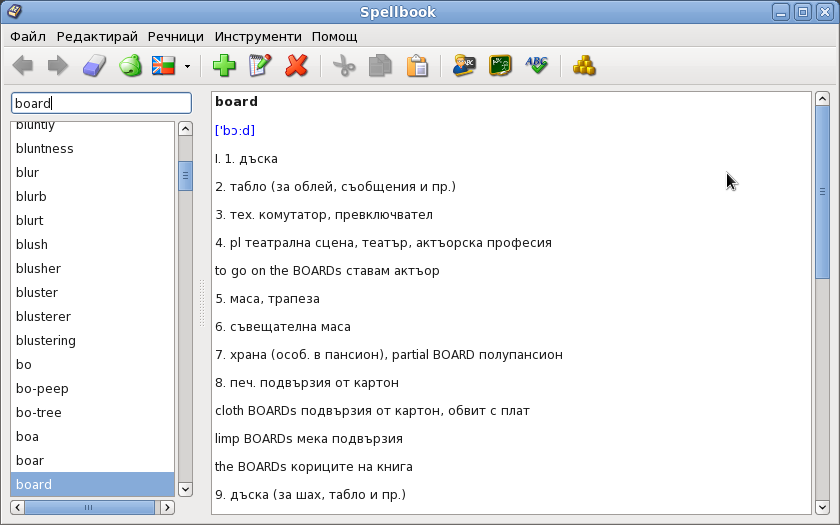 Spellbook
Файл Редактирай Речници Инструменти Помощ
ABC
board
bluntly
bluntness
blur
blurb
blurt
blush
blusher
bluster
blusterer
blustering
bo
bo-peep
bo-tree
boa
boar
board
board
['bɔ:d]
I. 1. дъска
2. табло (за облей, съобщения и пр.)
3. тех. комутатор, превключвател
4. pl театрална сцена, театър, актъорска професия
to go on the BOARDs ставам актъор
5. маса, трапеза
6. съвещателна маса
7. храна (особ. в пансион), partial BOARD полупансион
8. печ. подвързия от картон
cloth BOARDs подвързия от картон, обвит с плат
limp BOARDs мека подвързия
the BOARDs кориците на книга
9. дъска (за шах, табло и пр.)